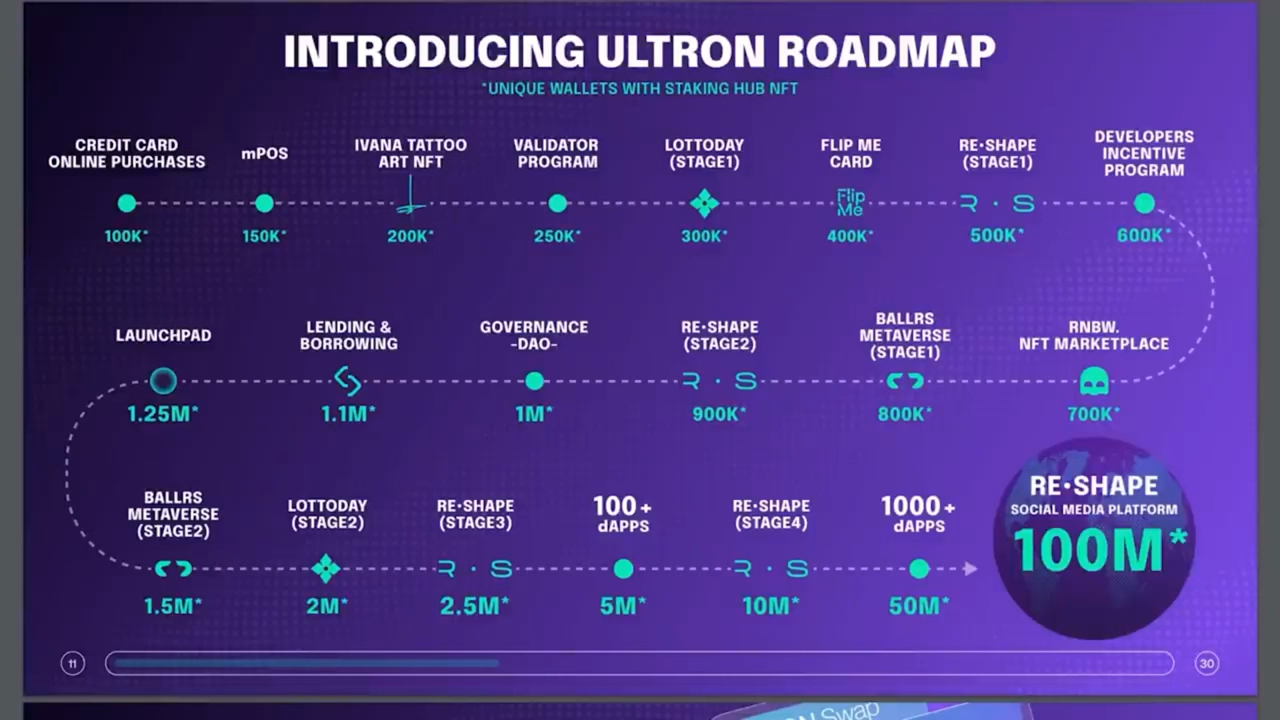 INTRODUCING ULTRON ROADMAP
*UNIQUE WALLETS WITH STAKING HUB NFT
CREDIT CARD
ONLINE PURCHASES
100K*
mPOS
150K*
IVANA TATTOO
ART NFT
200K*
VALIDATOR
PROGRAM
250K*
LOTTODAY
(STAGE1)
300K*
FLIP ME
CARD
Flip
Me
400K*
RE•SHAPE
(STAGE1)
R · S
500K*
DEVELOPERS
INCENTIVE
PROGRAM
600K*
LAUNCHPAD
1.25M*
LENDING &
BORROWING
1.1M*
GOVERNANCE
-DAO-
1M*
RE•SHAPE
(STAGE2)
R · S
900K*
BALLRS
METAVERSE
(STAGE1)
800K*
RNBW.
NFT MARKETPLACE
700K*
BALLRS
METAVERSE
(STAGE2)
1.5M*
LOTTODAY
(STAGE2)
2M*
RE•SHAPE
(STAGE3)
R · S
2.5M*
100+
dAPPS
5M*
RE•SHAPE
(STAGE4)
R · S
10M*
1000+
dAPPS
50M*
RE•SHAPE
SOCIAL MEDIA PLATFORM
100M*
11
30
Swap